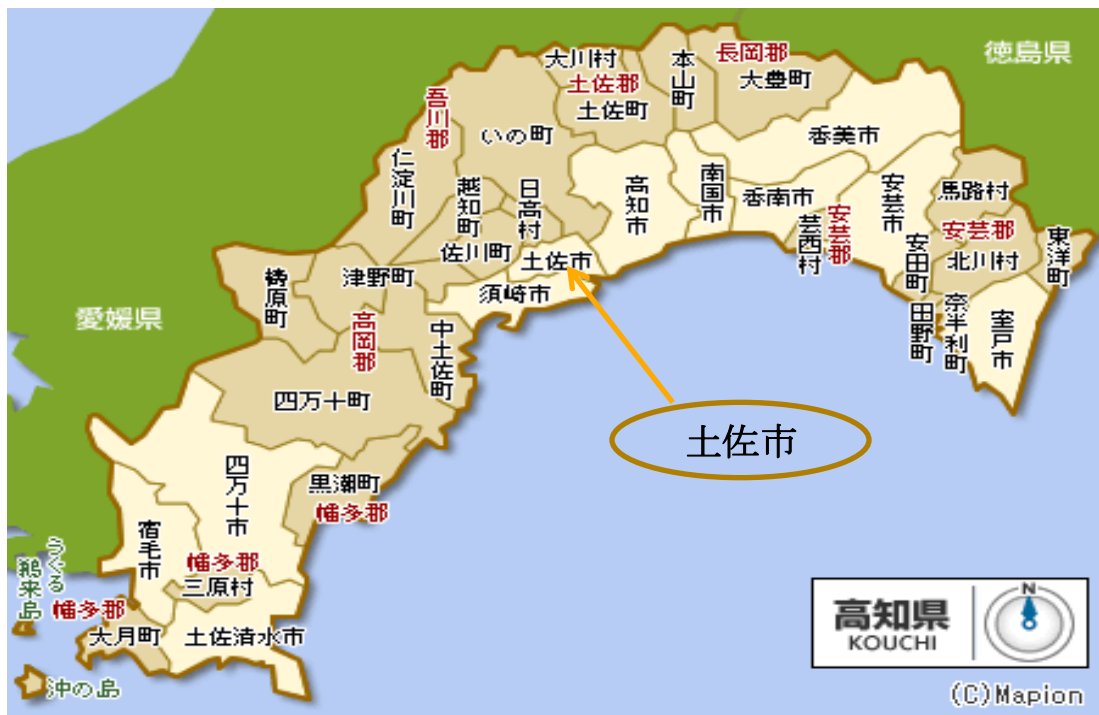 徳島県
長岡郡
大川村
本山町
大豊町
土佐郡
土佐町
吾川郡
いの町
香美市
仁淀川町
越知町
日高村
高知市
南国市
香南市
安芸市
馬路村
佐川町
土佐市
芸西村
安芸郡
安芸郡
東洋町
安田町
北川村
津野町
須崎市
梼原町
愛媛県
高岡郡
中土佐町
田野町
奈半利町
室戸市
四万十町
土佐市
四万十市
黒潮町
幡多郡
宿毛市
うぐる
鵜来島
幡多郡
三原村
幡多郡
大月町
土佐清水市
沖の島
高知県
KOUCHI
N
(C)Mapion